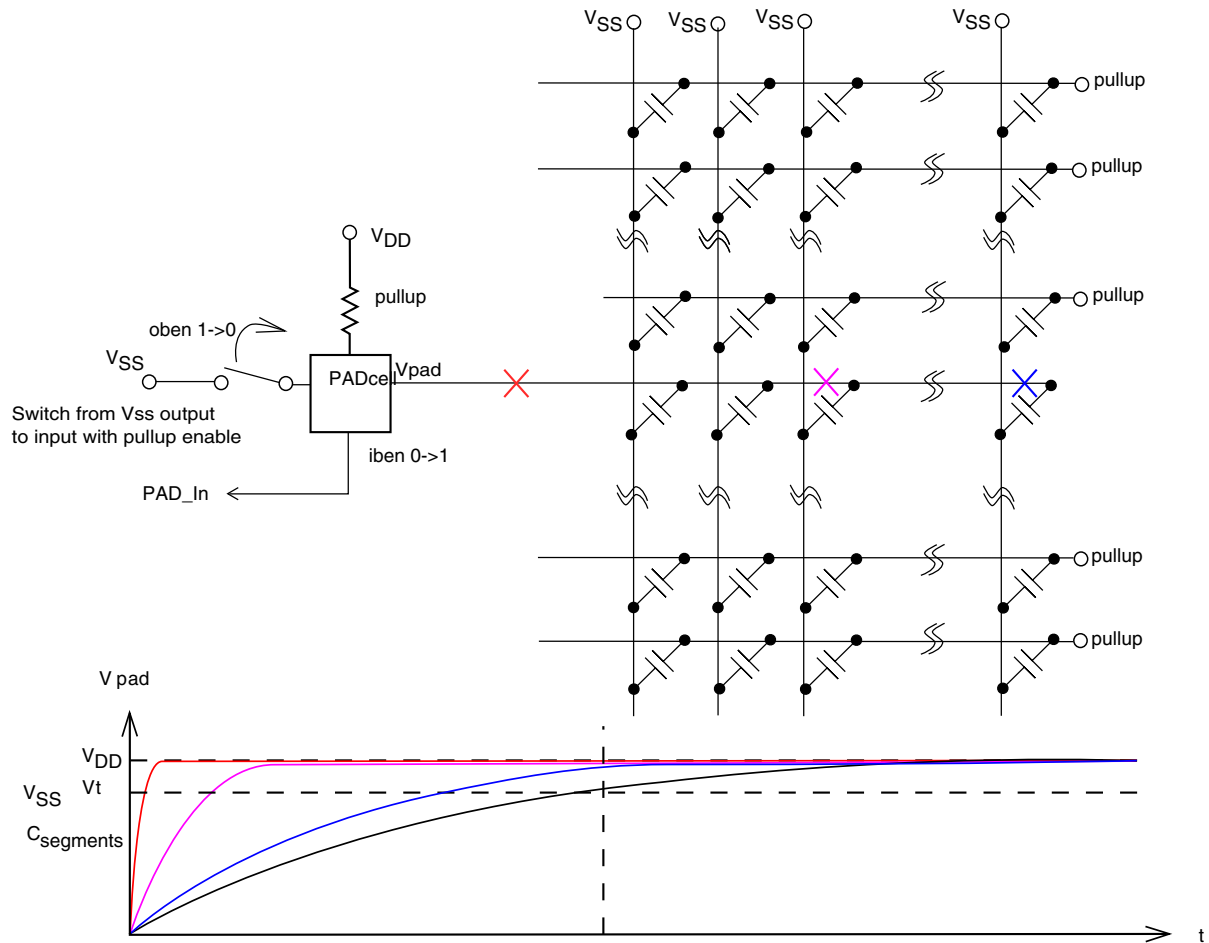 VSS VSS VSS VSS
pullup
pullup
VDD
pullup
pullup
oben 1->0
VSS
PADcell
Vpad
Switch from Vss output
to input with pullup enable
iben 0->1
PAD_In
pullup
pullup
V pad
VDD
VSS Vt
Csegments
t